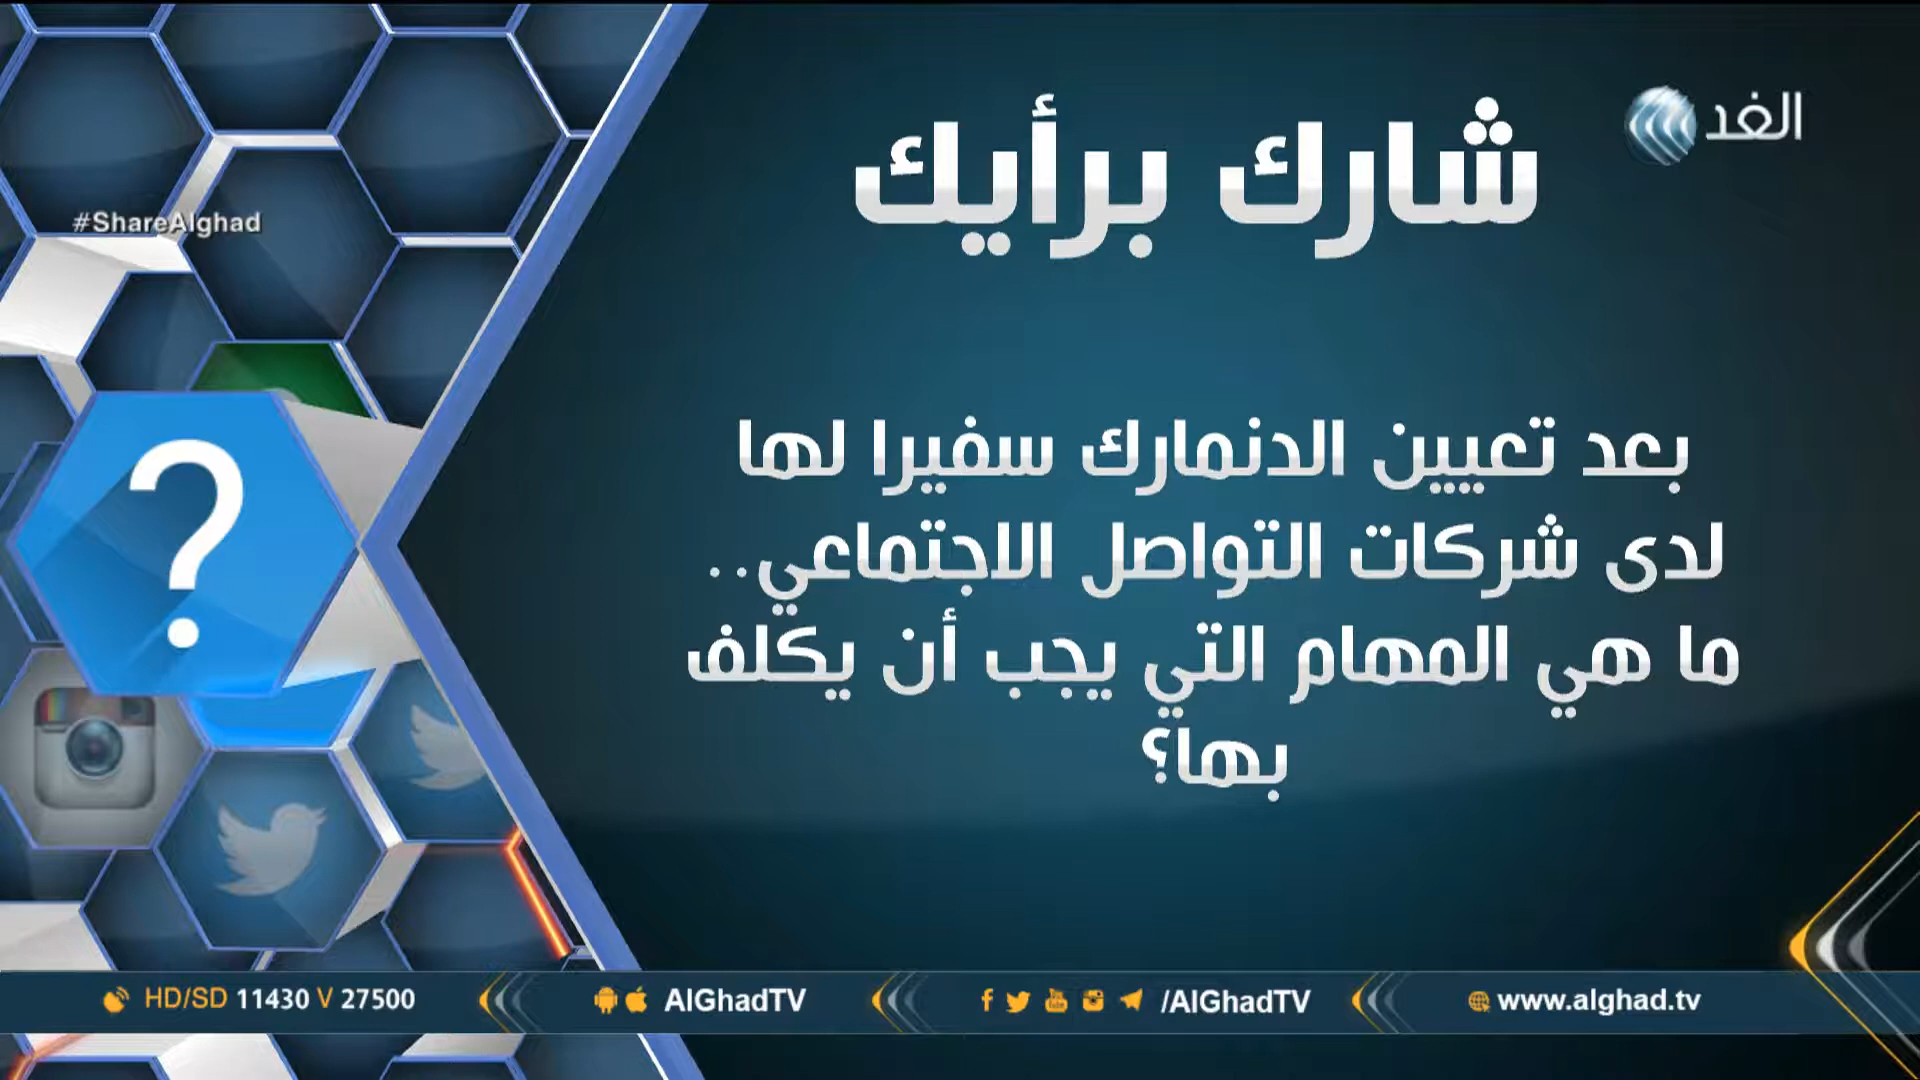 الغد
شارك برأيك
#ShareAlghad
بعد تعيين الدنمارك سفيرا لها
لدى شركات التواصل الاجتماعي..
ما هي المهام التي يجب أن يكلف
بها؟
?
HD/SD 11430 V 27500
AlGhadTV
/AlGhadTV
www.alghad.tv